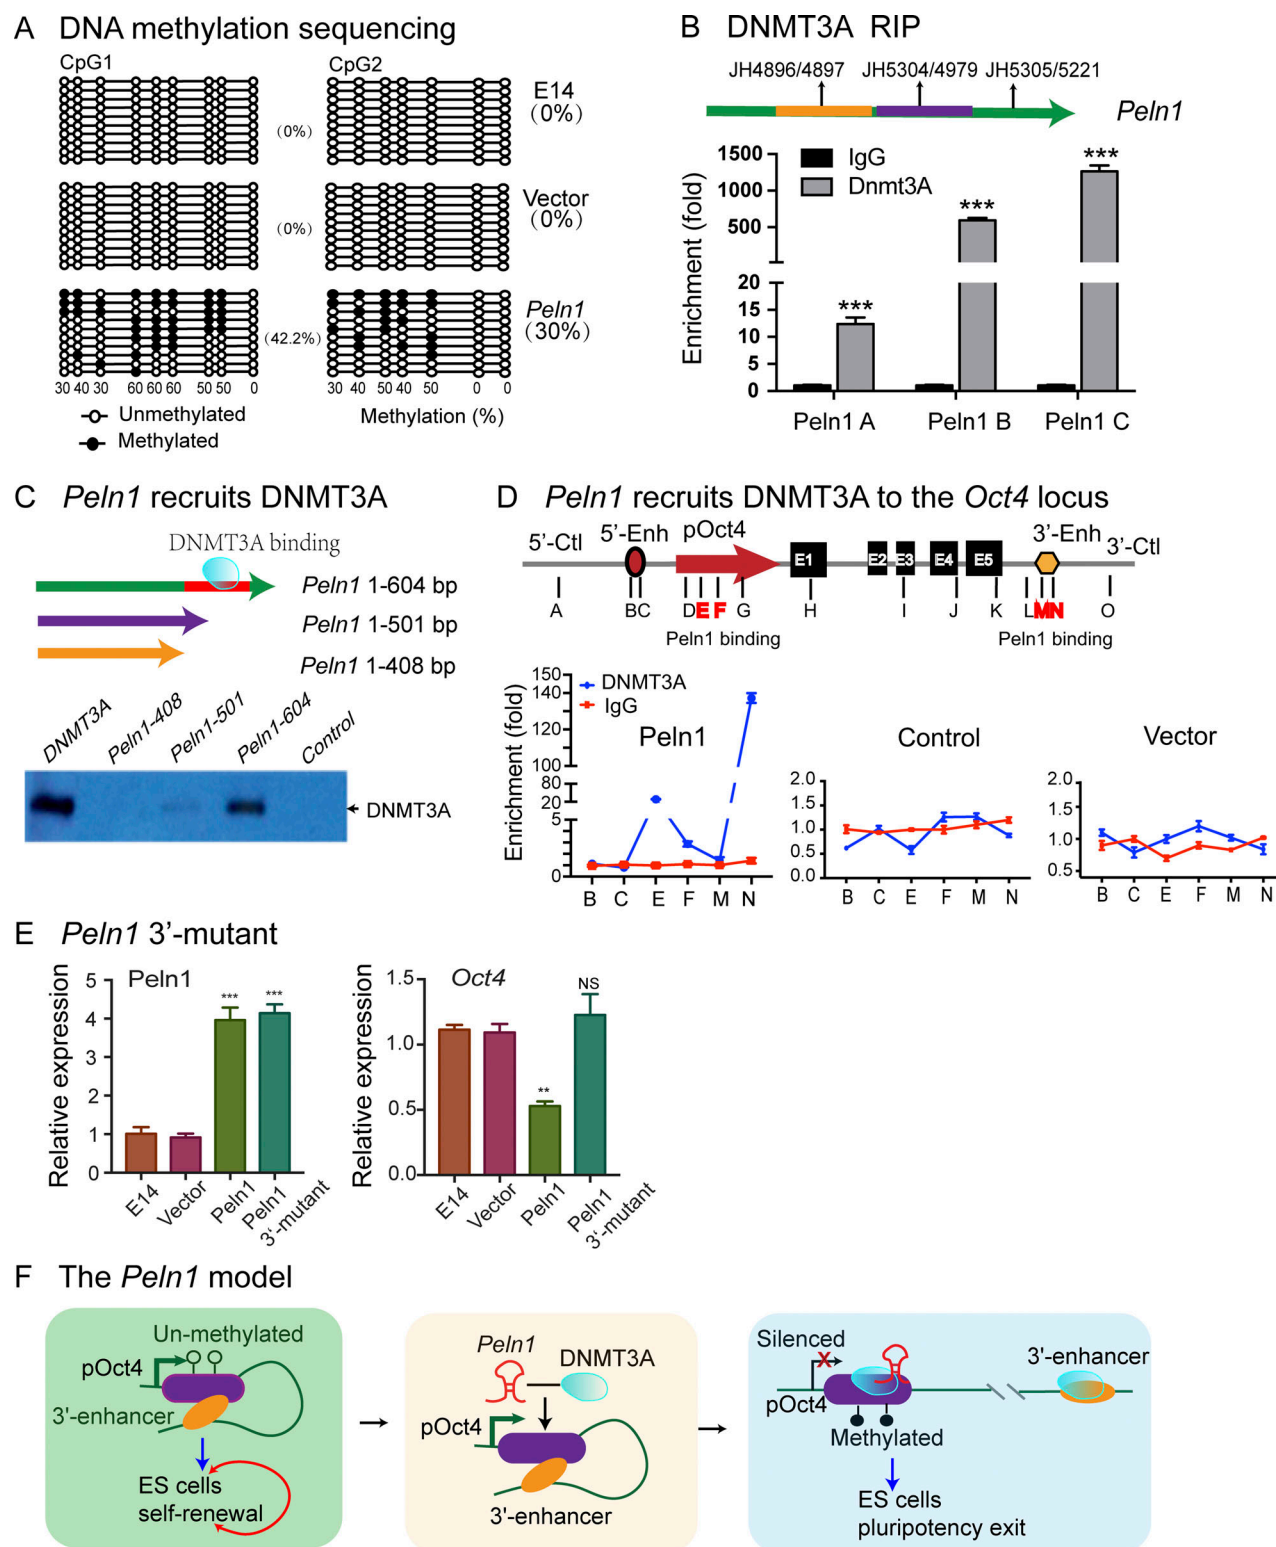 A DNA methylation sequencing
CpG1 CpG2
E14
(0%) (0%)
Vector
(0%) (0%)
Peln1
(42.2%) (30%)
30 40 30 60 60 60 50 50 0
30 40 50 40 50 0 0
Unmethylated
Methylated
Methylation (%)
B DNMT3A RIP
JH4896/4897 JH5304/4979 JH5305/5221
Peln1
IgG
Dnmt3A
Enrichment (fold)
1500
1000
500
20
15
10
5
0
*** *** ***
Peln1 A Peln1 B Peln1 C
C Peln1 recruits DNMT3A
DNMT3A binding
Peln1 1-604 bp
Peln1 1-501 bp
Peln1 1-408 bp
DNMT3A Peln1-408 Peln1-501 Peln1-604 Control
DNMT3A
D Peln1 recruits DNMT3A to the Oct4 locus
5'-Ctl 5'-Enh pOct4 3'-Enh 3'-Ctl
E1 E2 E3 E4 E5
A B C D E F G H I J K L M N O
Peln1 binding Peln1 binding
Enrichment (fold)
150
140
120
100
80
20
5
0
DNMT3A
IgG
Peln1
B C E F M N
Control
2.0
1.5
1.0
0.5
0.0
B C E F M N
Vector
2.0
1.5
1.0
0.5
B C E F M N
E Peln1 3'-mutant
Relative expression
Peln1
5
4
3
2
1
0
*** ***
E14 Vector Peln1 Peln1 3'-mutant
Relative expression
Oct4
1.5
1.0
0.5
0.0
** NS
E14 Vector Peln1 Peln1 3'-mutant
F The Peln1 model
Un-methylated
pOct4
3'-enhancer
ES cells
self-renewal
Peln1
DNMT3A
pOct4
3'-enhancer
Silenced
X
pOct4
3'-enhancer
Methylated
ES cells
pluripotency exit